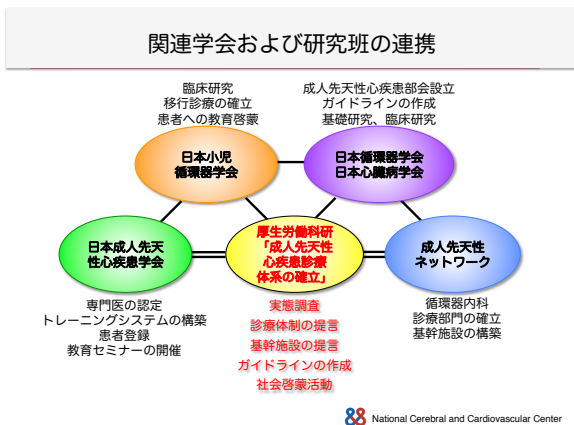 関連学会および研究班の連携
臨床研究
移行診療の確立
患者への教育啓蒙
成人先天性心疾患部会設立
ガイドラインの作成
基礎研究、臨床研究
日本小児
循環器学会
日本循環器学会
日本心臓病学会
日本成人先天
性心疾患学会
厚生労働科研
「成人先天性
心疾患診療
体系の確立」
成人先天性
ネットワーク
専門医の認定
トレーニングシステムの構築
患者登録
教育セミナーの開催
実態調査
診療体制の提言
基幹施設の提言
ガイドラインの作成
社会啓蒙活動
循環器内科
診療部門の確立
基幹施設の構築
National Cerebral and Cardiovascular Center